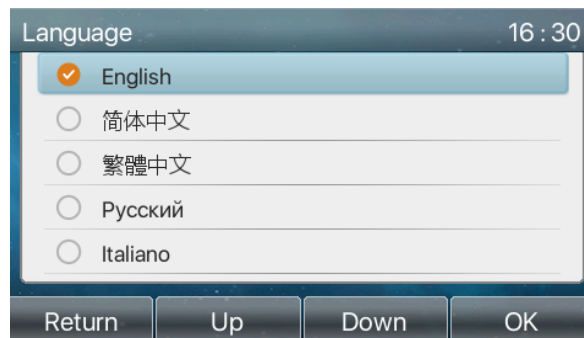 Language 16 : 30
English
简体中文
繁體中文
Русский
Italiano
Return Up Down OK